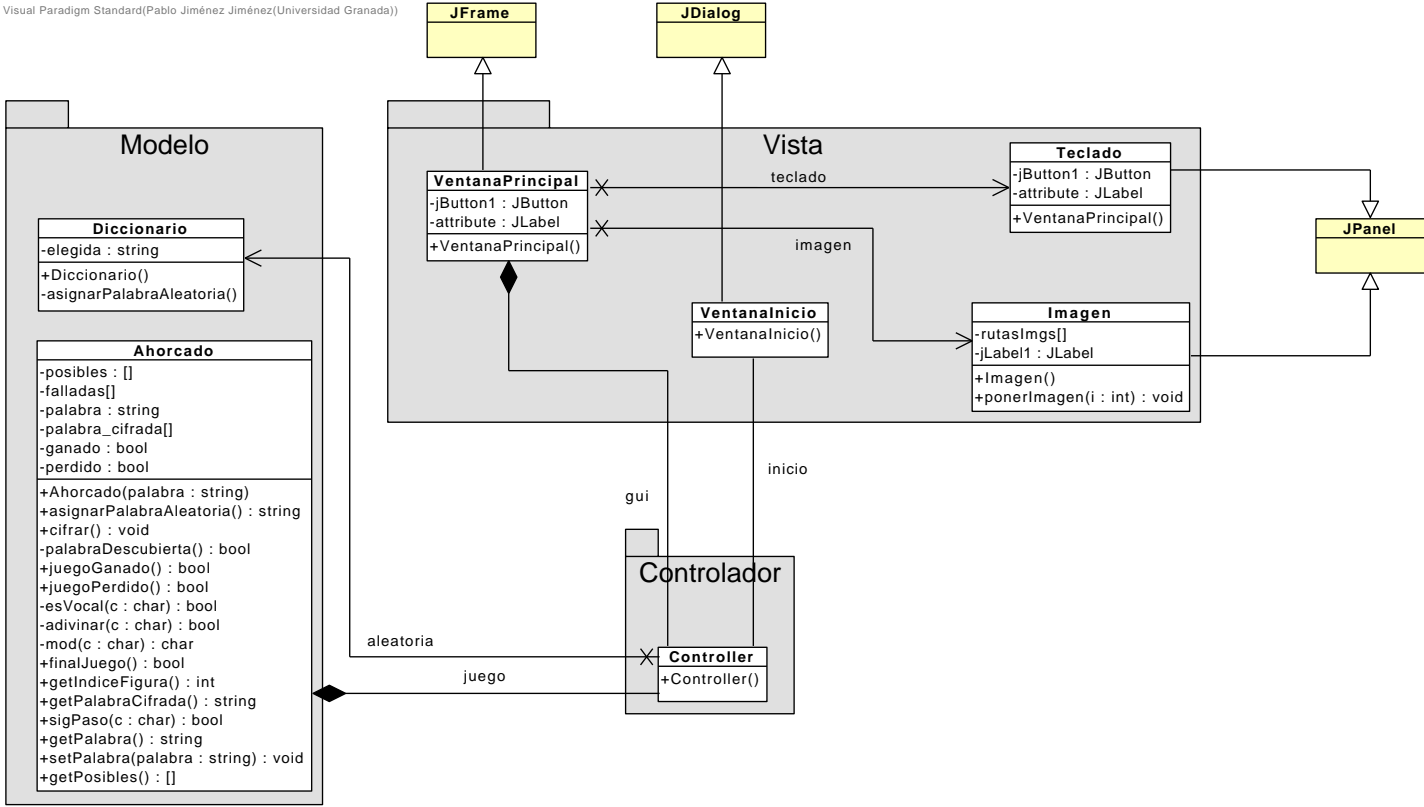 Visual Paradigm Standard(Pablo Jiménez Jiménez(Universidad Granada))
JFrame
JDialog
Modelo
Diccionario
-elegida : string
+Diccionario()
-asignarPalabraAleatoria()
Ahorcado
-posibles : []
-falladas[]
-palabra : string
-palabra_cifrada[]
-ganado : bool
-perdido : bool
+Ahorcado(palabra : string)
+asignarPalabraAleatoria() : string
+cifrar() : void
-palabraDescubierta() : bool
+juegoGanado() : bool
+juegoPerdido() : bool
-esVocal(c : char) : bool
-adivinar(c : char) : bool
-mod(c : char) : char
+finalJuego() : bool
+getIndiceFigura() : int
+getPalabraCifrada() : string
+sigPaso(c : char) : bool
+getPalabra() : string
+setPalabra(palabra : string) : void
+getPosibles() : []
Vista
VentanaPrincipal
-jButton1 : JButton
-attribute : JLabel
+VentanaPrincipal()
teclado
imagen
Teclado
-jButton1 : JButton
-attribute : JLabel
+VentanaPrincipal()
JPanel
VentanaInicio
+VentanaInicio()
Imagen
-rutasImgs[]
-jLabel1 : JLabel
+Imagen()
+ponerImagen(i : int) : void
inicio
gui
Controlador
aleatoria
juego
Controller
+Controller()